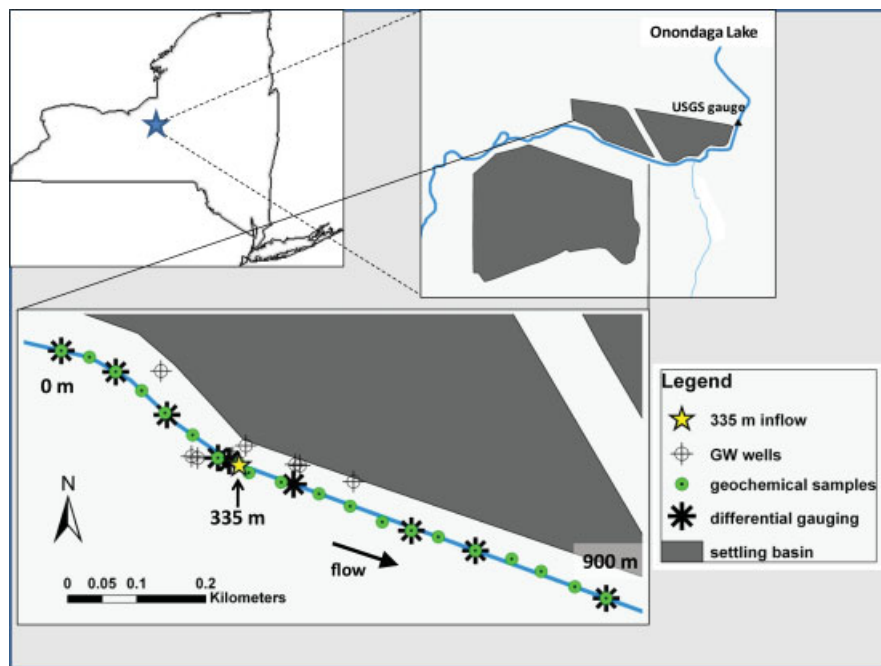 Onondaga Lake
USGS gauge
0 m
335 m
N
flow
900 m
0 0.05 0.1 0.2
Kilometers
Legend
335 m inflow
GW wells
geochemical samples
differential gauging
settling basin